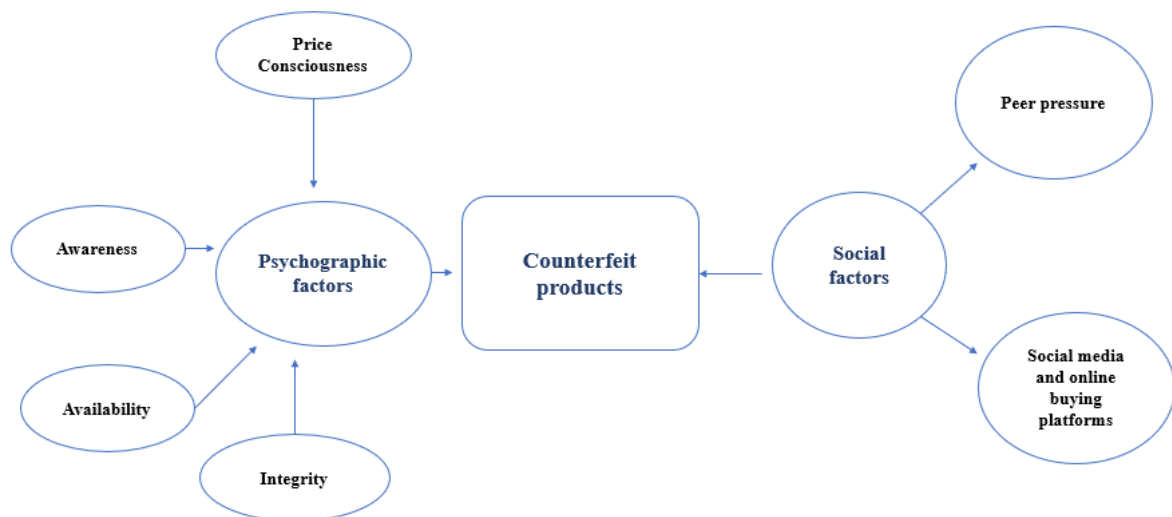 Price
Consciousness
Peer pressure
Awareness
Psychographic
factors
Counterfeit
products
Social
factors
Availability
Social media
and online
buying
platforms
Integrity